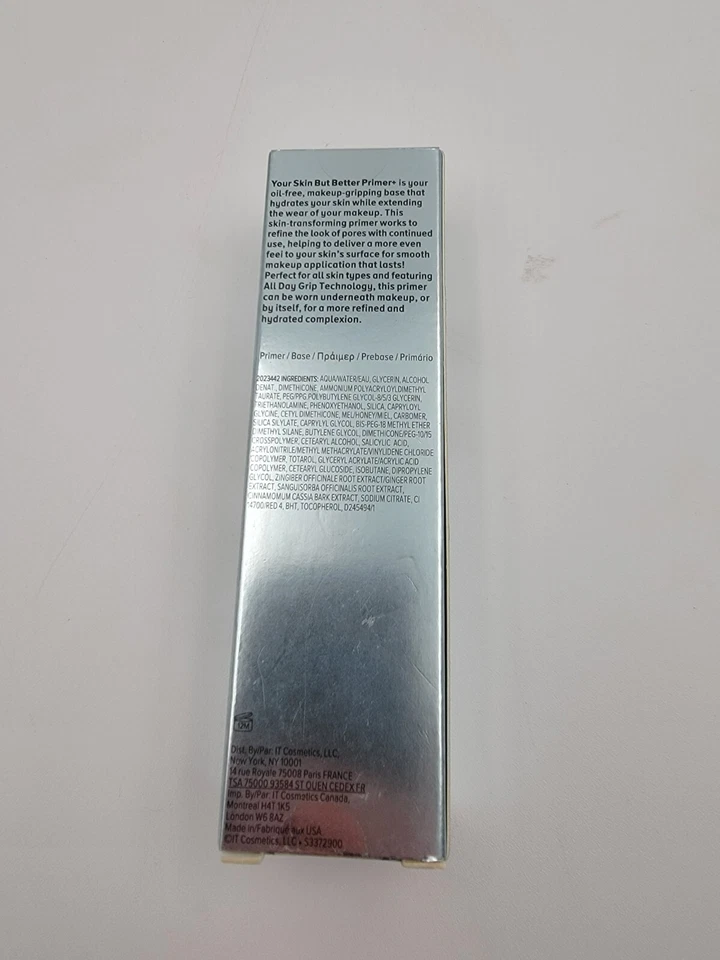 Your Skin But Better Primer+ is your
oil-free, makeup-gripping base that
hydrates your skin while extending
the wear of your makeup. This
skin-transforming primer works to
refine the look of pores with continued
use, helping to deliver a more even
feel to your skin's surface for smooth
makeup application that lasts!
Perfect for all skin types and featuring
All Day Grip Technology, this primer
can be worn underneath makeup, or
by itself, for a more refined and
hydrated complexion.
Primer / Base / Πράιμερ / Prebase / Primário
2023442 INGREDIENTS: AQUA/WATER/EAU, GLYCERIN, ALCOHOL
DENAT., DIMETHICONE, AMMONIUM POLYACRYLOYLDIMETHYL
TAURATE, PEG/PPG/POLYBUTYLENE GLYCOL-8/5/3 GLYCERIN,
TRIETHANOLAMINE, PHENOXYETHANOL, SILICA, CAPRYLOYL
GLYCINE, CETYL DIMETHICONE, MEL/HONEY/MIEL, CARBOMER,
SILICA SILYLATE, CAPRYLYL GLYCOL, BIS-PEG-18 METHYL ETHER
DIMETHYL SILANE, BUTYLENE GLYCOL, DIMETHICONE/PEG-10/15
CROSSPOLYMER, CETEARYL ALCOHOL, SALICYLIC ACID,
ACRYLONITRILE/METHYL METHACRYLATE/VINYLIDENE CHLORIDE
COPOLYMER, TOTAROL, GLYCERYL ACRYLATE/ACRYLIC ACID
COPOLYMER, CETEARYL GLUCOSIDE, ISOBUTANE, DIPROPYLENE
GLYCOL, ZINGIBER OFFICINALE ROOT EXTRACT/GINGER ROOT
EXTRACT, SANGUISORBA OFFICINALIS ROOT EXTRACT,
CINNAMOMUM CASSIA BARK EXTRACT, SODIUM CITRATE, CI
14700/RED 4, BHT, TOCOPHEROL, D245494/1
12M
Dist. By/Par: IT Cosmetics, LLC.
New York, NY 10001
14 rue Royale 75008 Paris FRANCE
TSA 75000 93584 ST OUEN CEDEX FR
Imp. By/Par: IT Cosmetics Canada,
Montreal H4T 1K5
London W6 8AZ
Made in/Fabriqué aux USA
©IT Cosmetics, LLC • 53372900